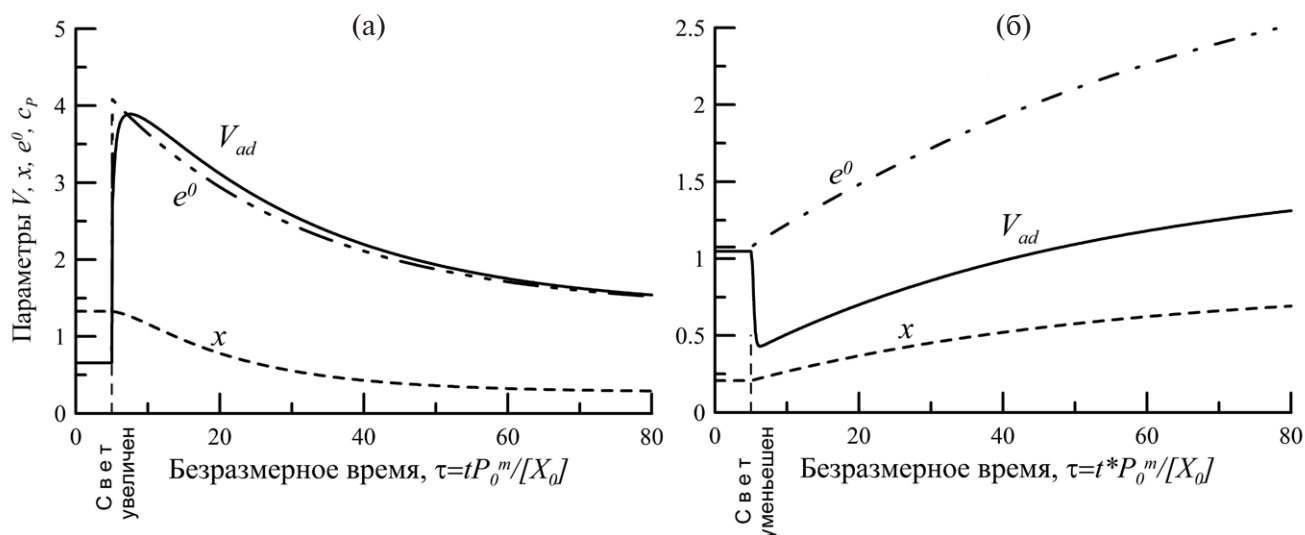 (а)
(б)
Параметры V, x, e⁰, c_P
5
4
3
2
1
0
V_ad
e⁰
x
0
20
40
60
80
Свет
увеличен
Безразмерное время, τ=tP₀ᵐ/[X₀]
2.5
2
1.5
1
0.5
0
e⁰
V_ad
x
0
20
40
60
80
Свет
уменьешен
Безразмерное время, τ=t*P₀ᵐ/[X₀]